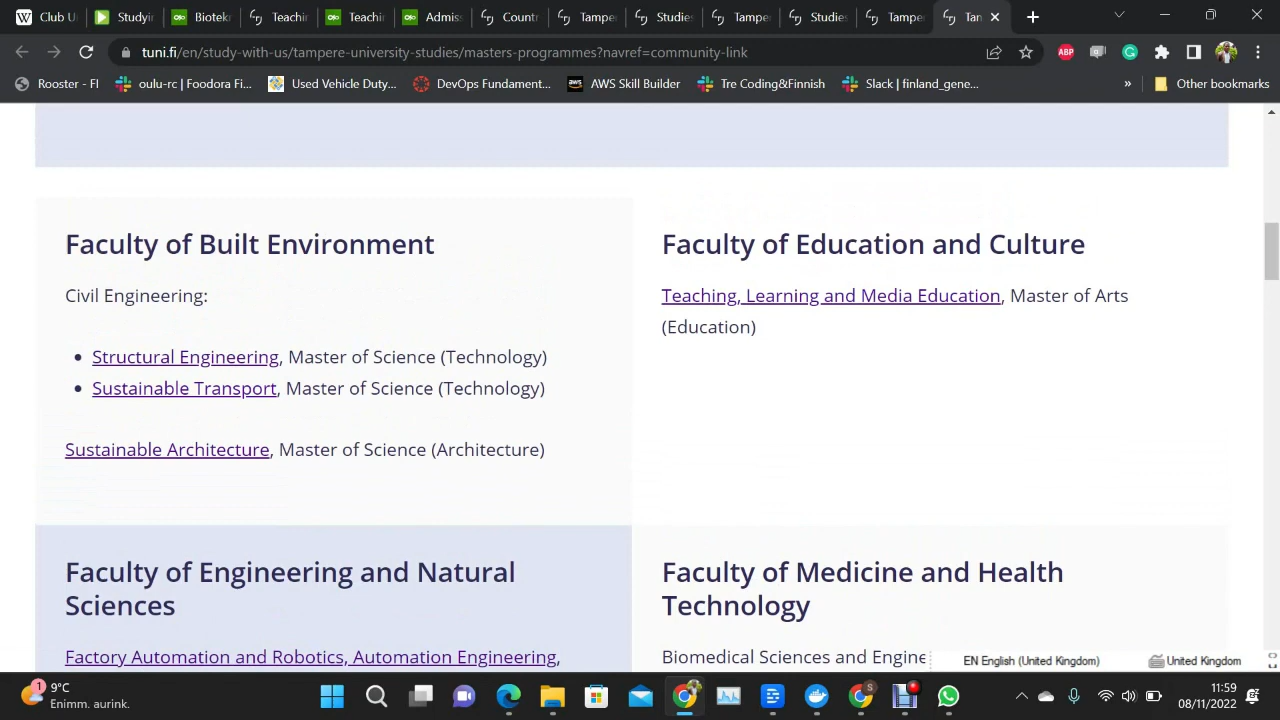 Club U
Studyi
Biotek
Teachi
Teachi
Admis
Countr
Tampe
Studie
Tampe
Studie
Tampe
Tam
tuni.fi/en/study-with-us/tampere-university-studies/masters-programmes?navref=community-link
ABP
Rooster - FI
oulu-rc | Foodora Fi...
Used Vehicle Duty...
DevOps Fundament...
aws
AWS Skill Builder
Tre Coding&Finnish
Slack | finland_gene...
»
Other bookmarks
Faculty of Built Environment
Civil Engineering:
• Structural Engineering, Master of Science (Technology)
• Sustainable Transport, Master of Science (Technology)
Sustainable Architecture, Master of Science (Architecture)
Faculty of Education and Culture
Teaching, Learning and Media Education, Master of Arts
(Education)
Faculty of Engineering and Natural
Sciences
Factory Automation and Robotics, Automation Engineering,
Faculty of Medicine and Health
Technology
Biomedical Sciences and Engine
EN English (United Kingdom)
United Kingdom
1
9°C
Enimm. aurink.
S
11:59
08/11/2022